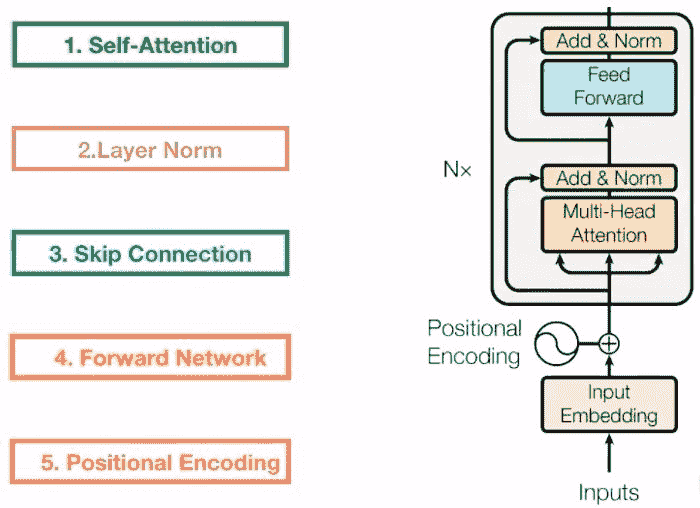 1. Self-Attention
2.Layer Norm
3. Skip Connection
4. Forward Network
5. Positional Encoding
Add & Norm
Feed
Forward
Nx
Add & Norm
Multi-Head
Attention
Positional
Encoding
Input
Embedding
Inputs